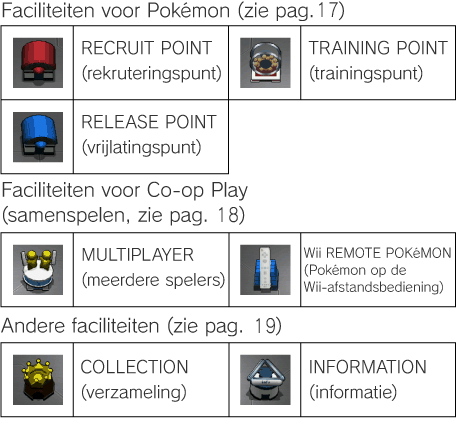 Faciliteiten voor Pokémon (zie pag.17)
RECRUIT POINT
(rekruteringspunt)
TRAINING POINT
(trainingspunt)
RELEASE POINT
(vrijlatingspunt)
Faciliteiten voor Co-op Play
(samenspelen, zie pag. 18)
MULTIPLAYER
(meerdere spelers)
Wii REMOTE POKéMON
(Pokémon op de
Wii-afstandsbediening)
Andere faciliteiten (zie pag. 19)
COLLECTION
(verzameling)
INFORMATION
(informatie)